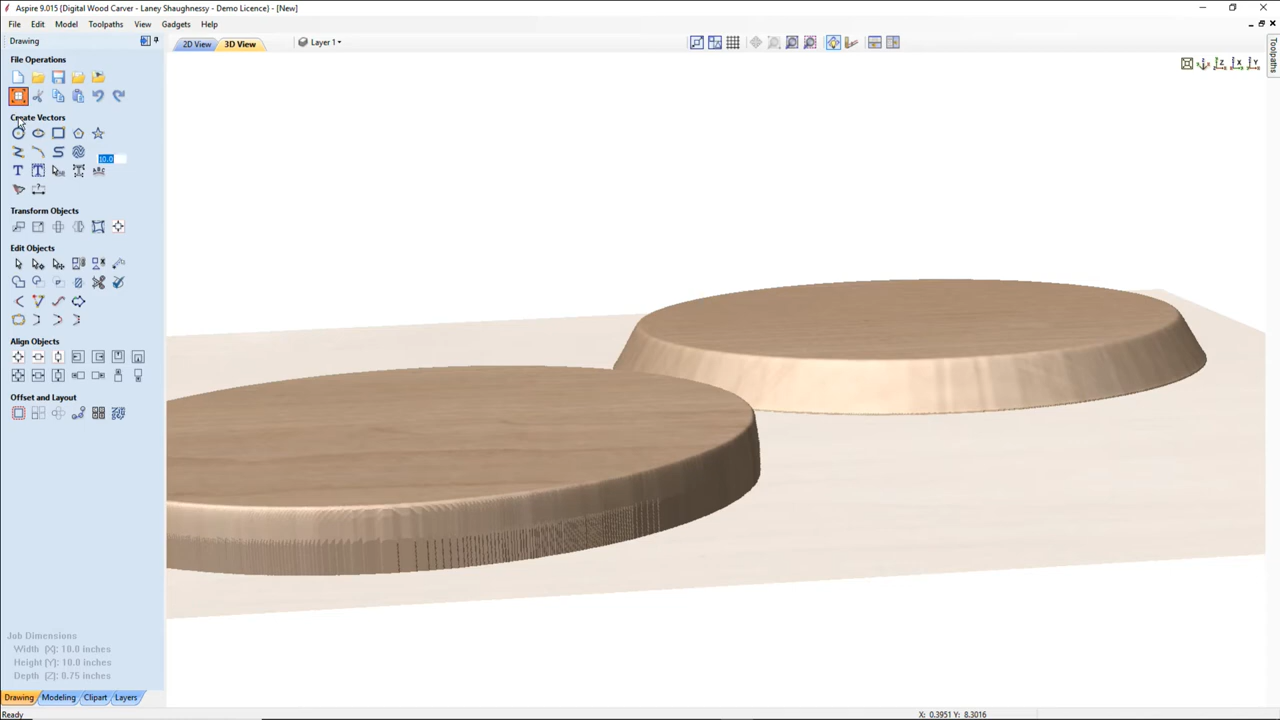 Aspire 9.015 {Digital Wood Carver - Laney Shaughnessy - Demo Licence} - [New]
File Edit Model Toolpaths View Gadgets Help
Drawing
2D View 3D View Layer 1
Toolpaths
File Operations
Create Vectors
10.0
Transform Objects
Edit Objects
Align Objects
Offset and Layout
Job Dimensions
Width (X): 10.0 inches
Height (Y): 10.0 inches
Depth (Z): 0.75 inches
Drawing Modeling Clipart Layers
Ready
X: 0.3951 Y: 8.3016